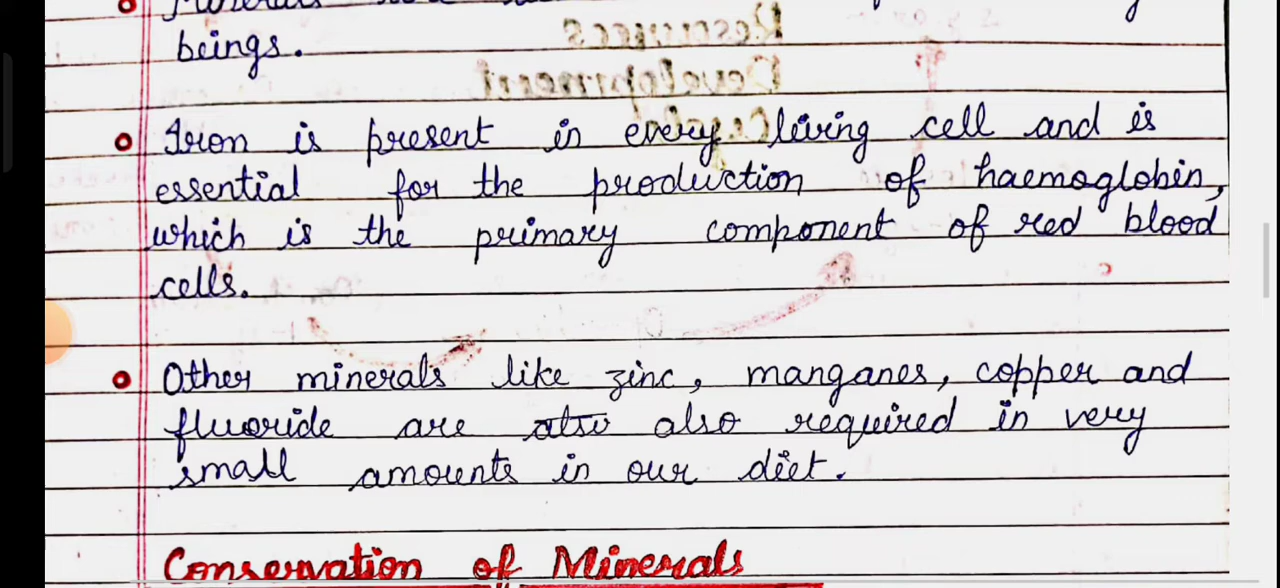 Minerals
beings.
Iron is present in every living cell and is
essential for the production of haemoglobin,
which is the primary component of red blood
cells.
Other minerals like zinc, manganes, copper and
fluoride are also also required in very
small amounts in our diet.
Conservation of Minerals